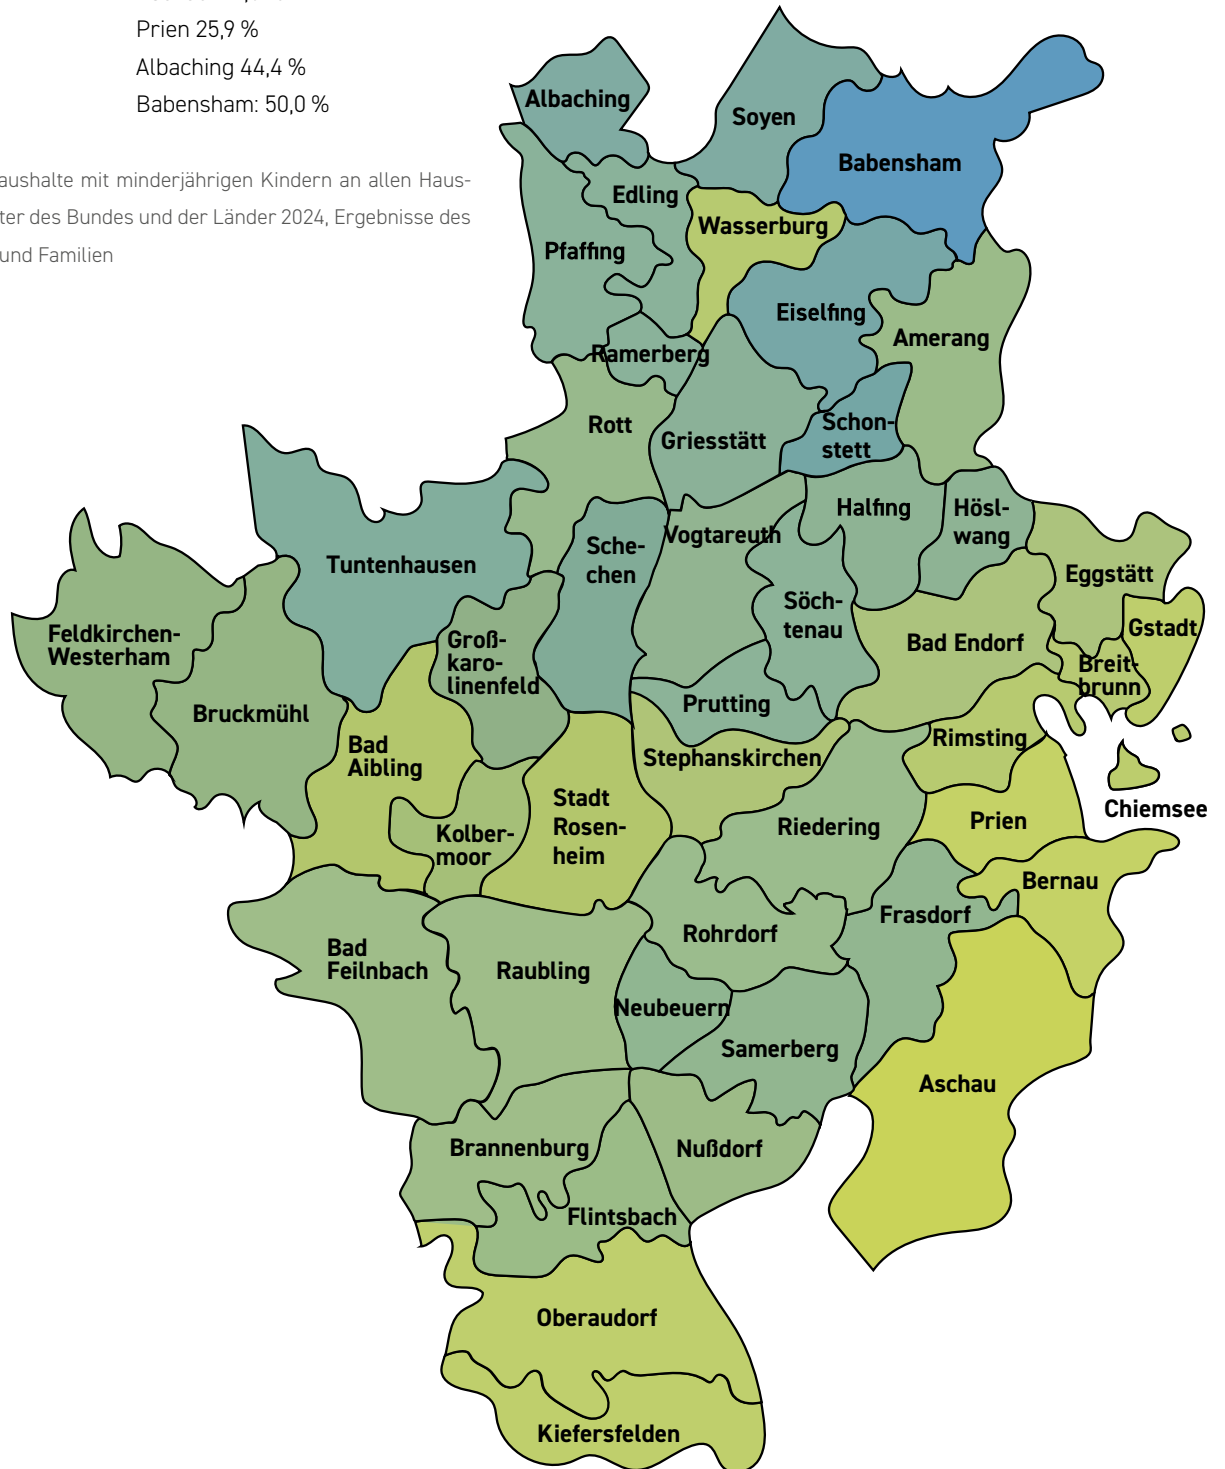 Prien 25,9 %
Albaching 44,4 %
Babensham: 50,0 %
aushalte mit minderjährigen Kindern an allen Haus-
ter des Bundes und der Länder 2024, Ergebnisse des
und Familien
Albaching
Soyen
Babensham
Edling
Wasserburg
Pfaffing
Eiselfing
Amerang
Ramerberg
Rott
Griesstätt
Schon-
stett
Halfing
Hösl-
wang
Vogtareuth
Sche-
chen
Tuntenhausen
Eggstätt
Söch-
tenau
Gstadt
Feldkirchen-
Westerham
Groß-
karo-
linenfeld
Bad Endorf
Breit-
brunn
Bruckmühl
Prutting
Bad
Aibling
Stephanskirchen
Rimsting
Chiemsee
Stadt
Rosen-
heim
Kolber-
moor
Riedering
Prien
Bernau
Frasdorf
Rohrdorf
Bad
Feilnbach
Raubling
Neubeuern
Samerberg
Aschau
Brannenburg
Nußdorf
Flintsbach
Oberaudorf
Kiefersfelden